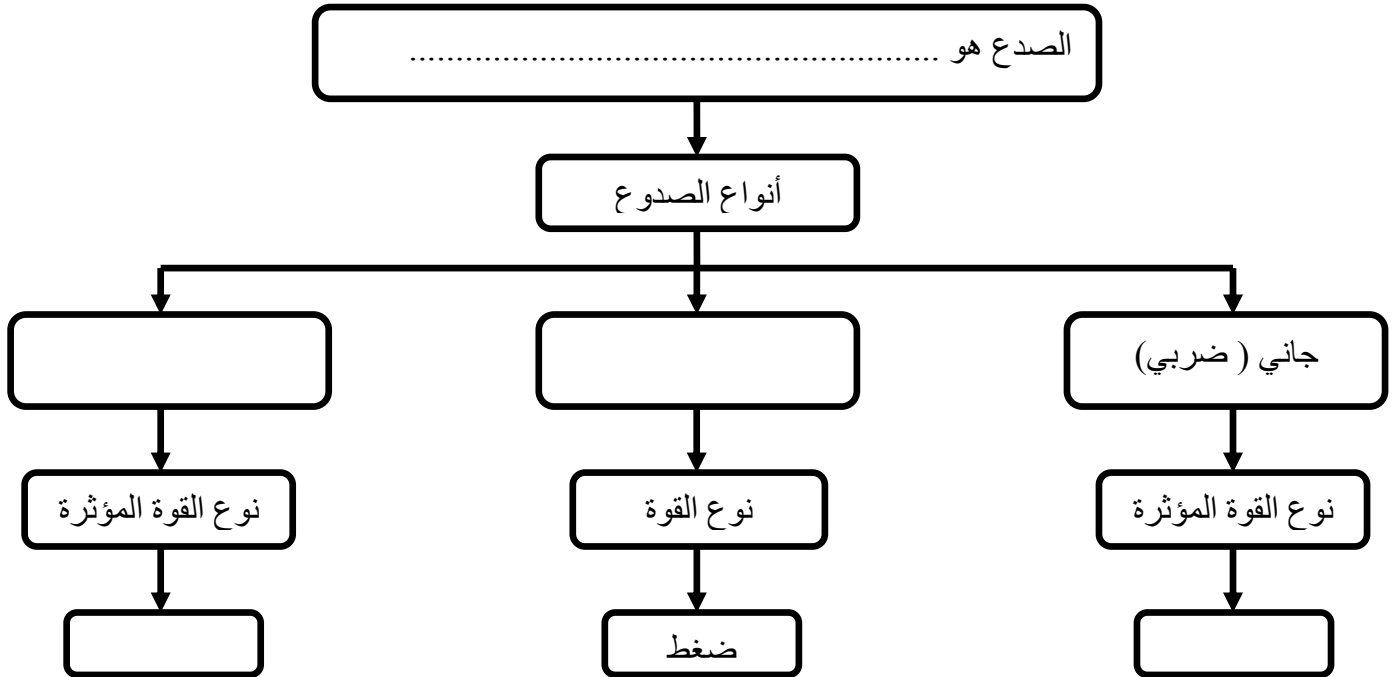 الصدع هو .........................................................
أنواع الصدوع
جاني ( ضربي)
نوع القوة المؤثرة
نوع القوة
نوع القوة المؤثرة
ضغط